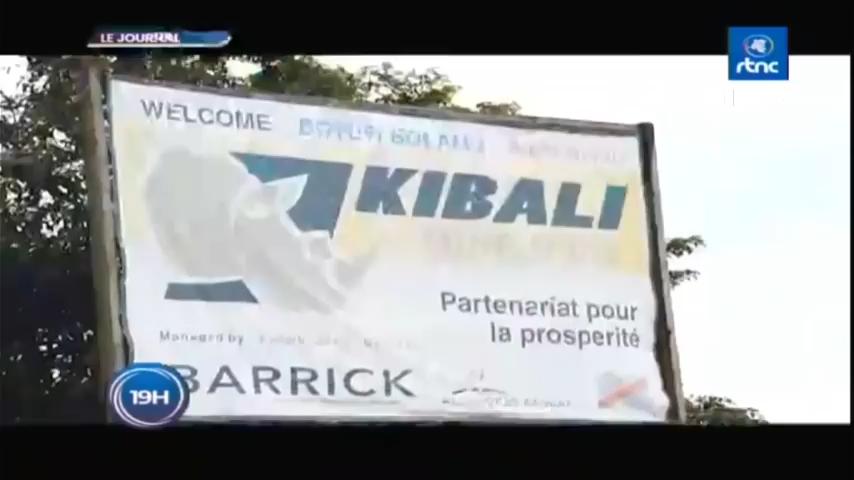 LE JOURNAL
rtnc
WELCOME
KIBALI
Partenariat pour
la prosperité
Managed by
BARRICK
19H